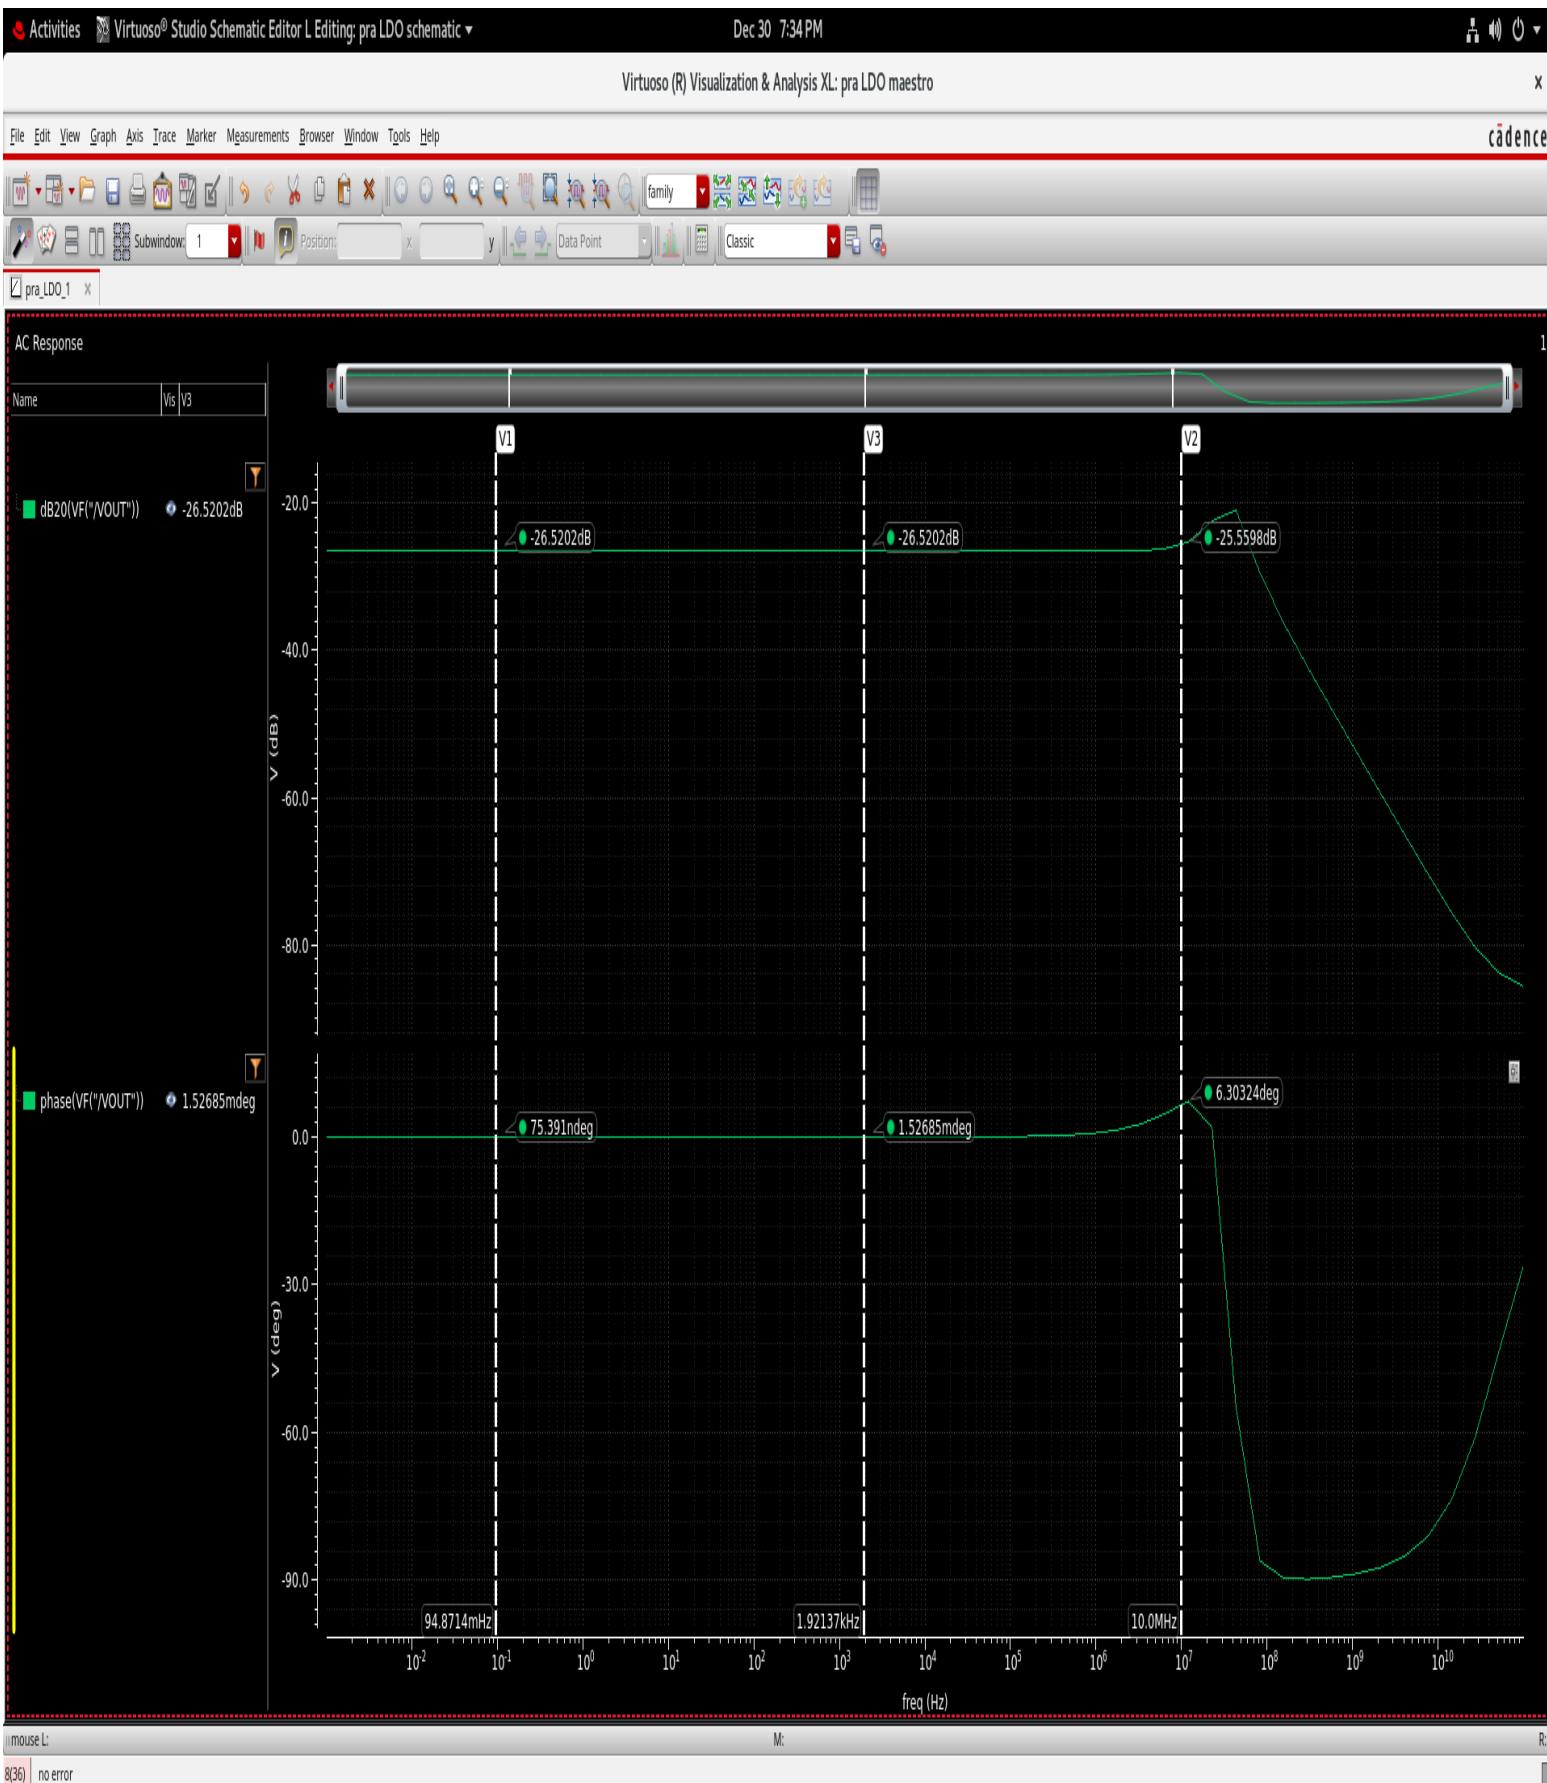 Activities Virtuoso® Studio Schematic Editor L Editing: pra LDO schematic Dec 30 7:34 PM
Virtuoso (R) Visualization & Analysis XL: pra LDO maestro x
File Edit View Graph Axis Trace Marker Measurements Browser Window Tools Help cādence
family
Subwindow: 1 Position: x y Data Point Classic
pra_LDO_1 x
AC Response 1
Name Vis V3
V1 V3 V2
dB20(VF("/VOUT")) -26.5202dB
-20.0
-26.5202dB -26.5202dB -25.5598dB
-40.0
V (dB)
-60.0
-80.0
phase(VF("/VOUT")) 1.52685mdeg
6.30324deg
0.0
75.391ndeg 1.52685mdeg
-30.0
V (deg)
-60.0
-90.0
94.8714mHz 1.92137kHz 10.0MHz
10-2 10-1 100 101 102 103 104 105 106 107 108 109 1010
freq (Hz)
mouse L: M: R:
8(36) no error